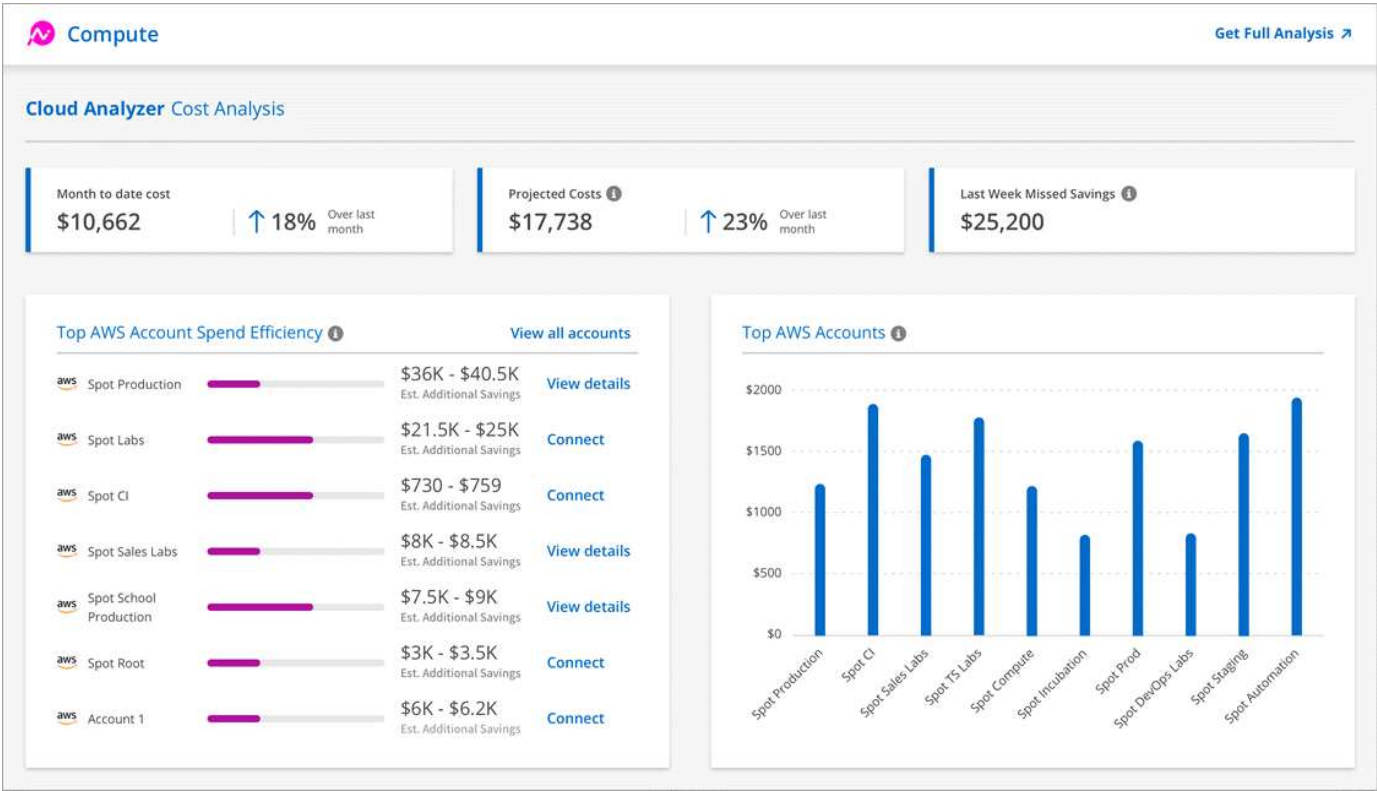 Compute
Get Full Analysis
Cloud Analyzer Cost Analysis
Month to date cost
$10,662
18%
Over last
month
Projected Costs
$17,738
23%
Over last
month
Last Week Missed Savings
$25,200
Top AWS Account Spend Efficiency
View all accounts
aws
Spot Production
$36K - $40.5K
Est. Additional Savings
View details
aws
Spot Labs
$21.5K - $25K
Est. Additional Savings
Connect
aws
Spot CI
$730 - $759
Est. Additional Savings
Connect
aws
Spot Sales Labs
$8K - $8.5K
Est. Additional Savings
View details
aws
Spot School
Production
$7.5K - $9K
Est. Additional Savings
View details
aws
Spot Root
$3K - $3.5K
Est. Additional Savings
Connect
aws
Account 1
$6K - $6.2K
Est. Additional Savings
Connect
Top AWS Accounts
$2000
$1500
$1000
$500
$0
Spot Production
Spot CI
Spot Sales Labs
Spot TS Labs
Spot Compute
Spot Incubation
Spot Prod
Spot DevOps Labs
Spot Staging
Spot Automation